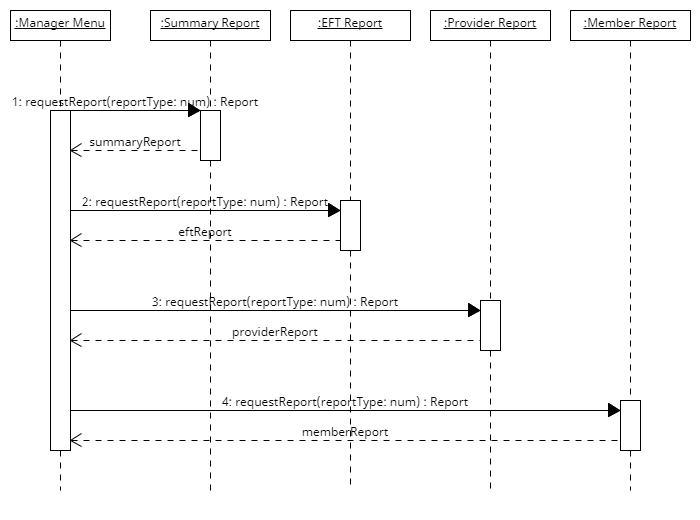 :Manager Menu
:Summary Report
:EFT Report
:Provider Report
:Member Report
1: requestReport(reportType: num) : Report
summaryReport
2: requestReport(reportType: num) : Report
eftReport
3: requestReport(reportType: num) : Report
providerReport
4: requestReport(reportType: num) : Report
memberReport